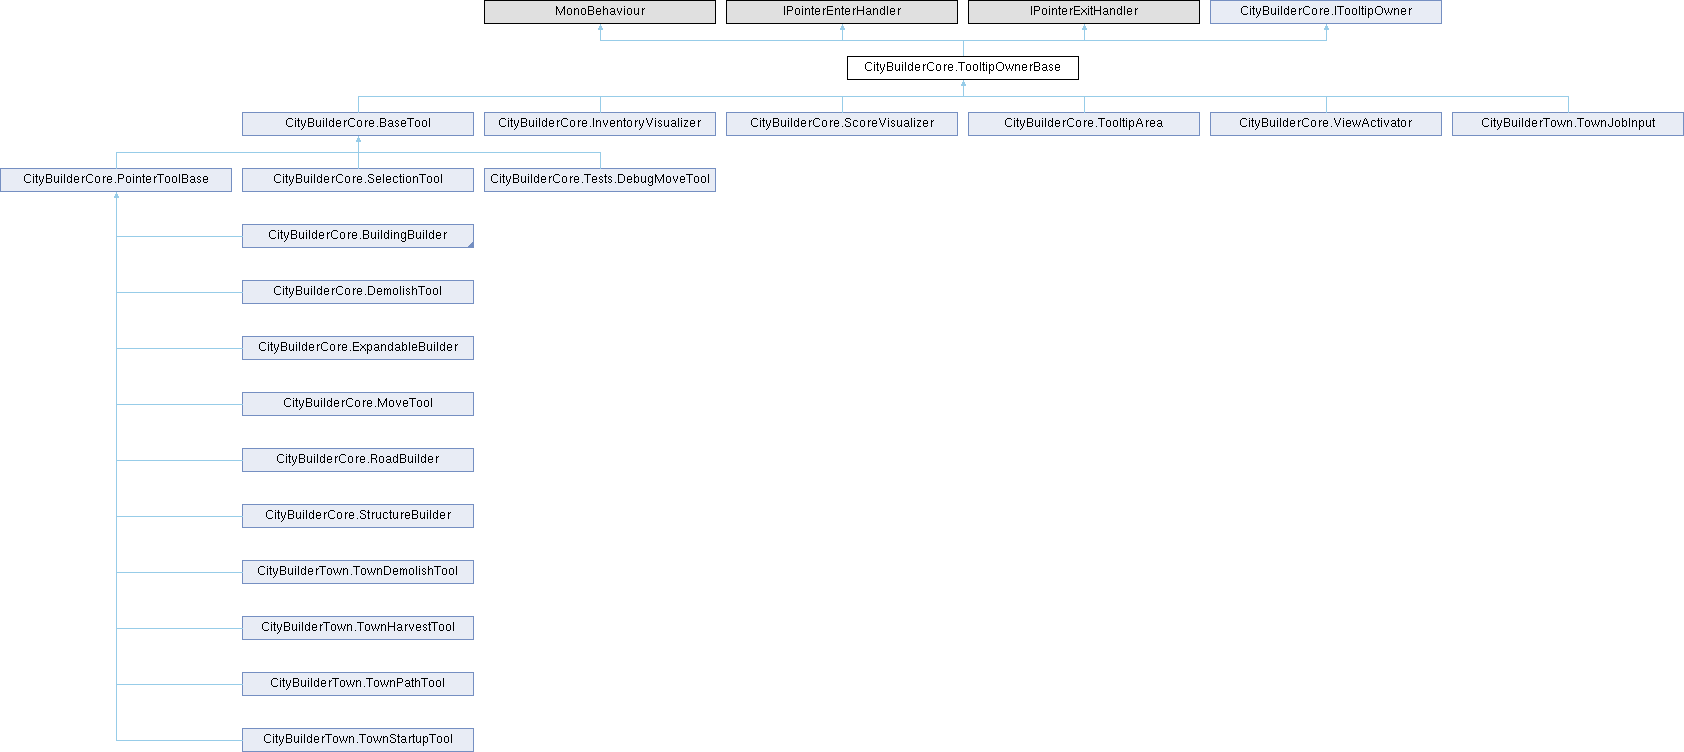 MonoBehaviour
IPointerEnterHandler
IPointerExitHandler
CityBuilderCore.ITooltipOwner
CityBuilderCore.TooltipOwnerBase
CityBuilderCore.BaseTool
CityBuilderCore.InventoryVisualizer
CityBuilderCore.ScoreVisualizer
CityBuilderCore.TooltipArea
CityBuilderCore.ViewActivator
CityBuilderTown.TownJobInput
CityBuilderCore.PointerToolBase
CityBuilderCore.SelectionTool
CityBuilderCore.Tests.DebugMoveTool
CityBuilderCore.BuildingBuilder
CityBuilderCore.DemolishTool
CityBuilderCore.ExpandableBuilder
CityBuilderCore.MoveTool
CityBuilderCore.RoadBuilder
CityBuilderCore.StructureBuilder
CityBuilderTown.TownDemolishTool
CityBuilderTown.TownHarvestTool
CityBuilderTown.TownPathTool
CityBuilderTown.TownStartupTool